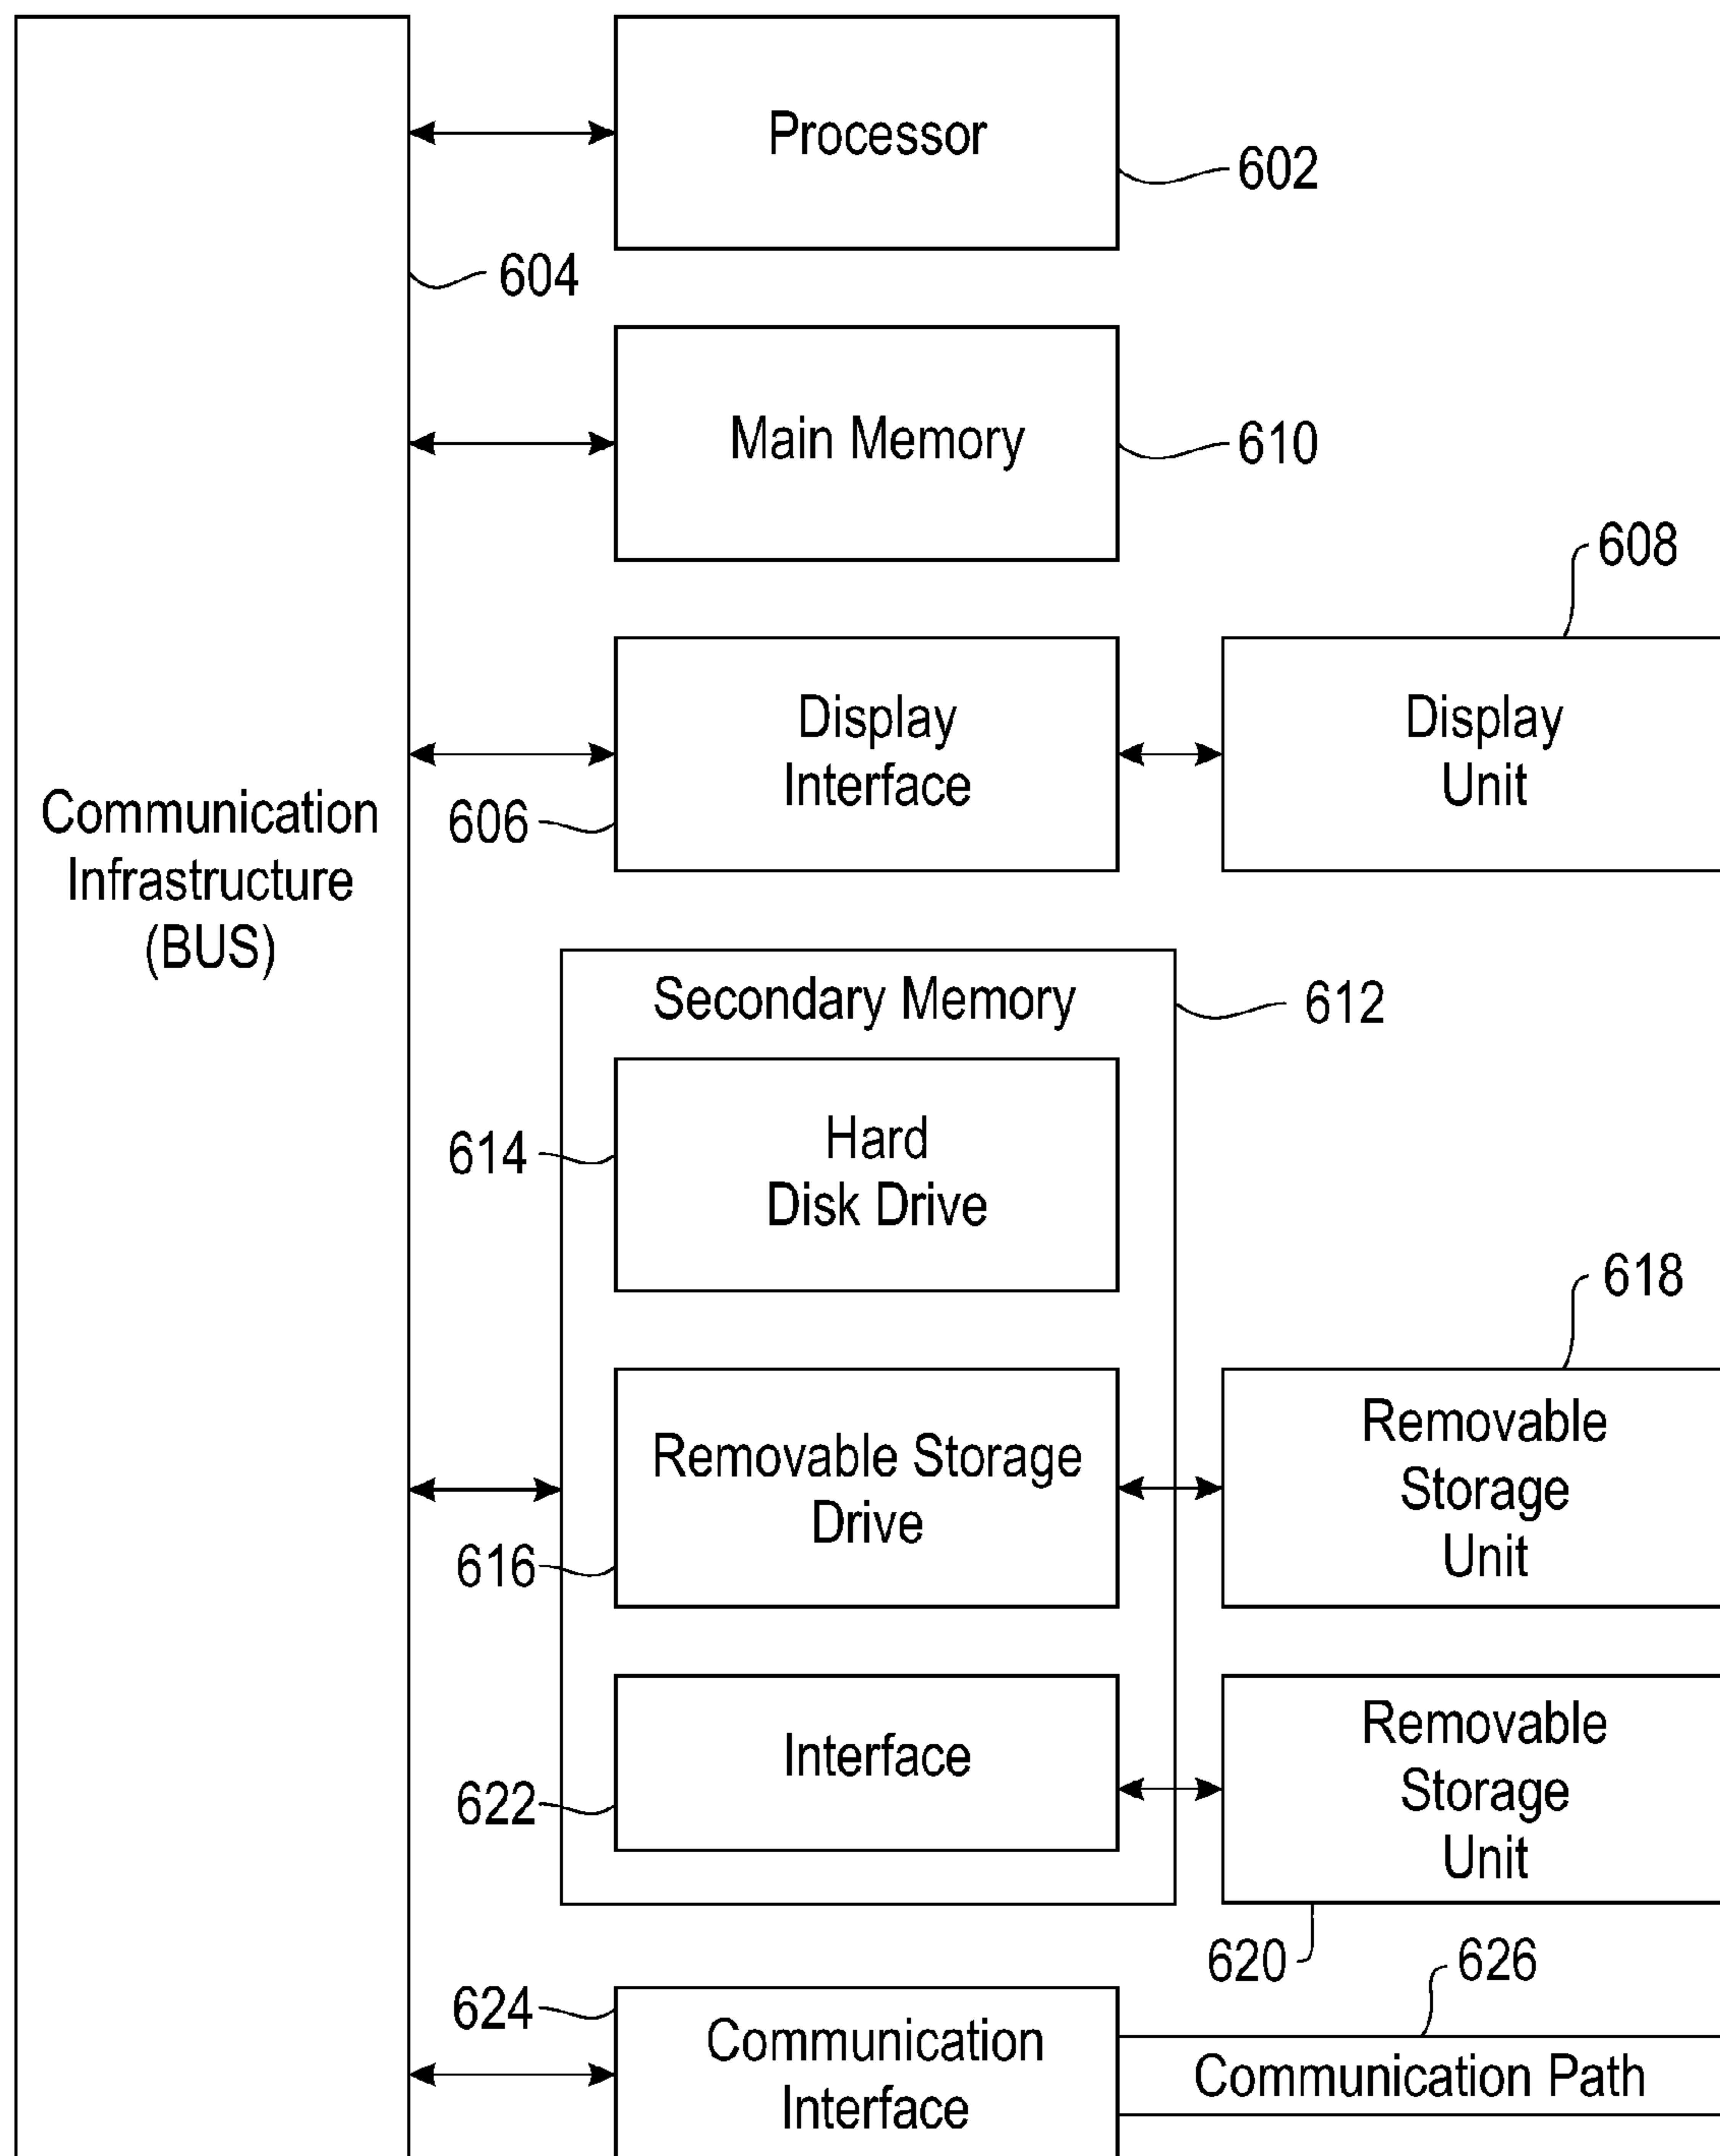 Processor
602
604
Main Memory
610
608
Display
Interface
606
Display
Unit
Communication
Infrastructure
(BUS)
Secondary Memory
612
Hard
Disk Drive
614
618
Removable Storage
Drive
616
Removable
Storage
Unit
Interface
622
Removable
Storage
Unit
620
626
624
Communication
Interface
Communication Path